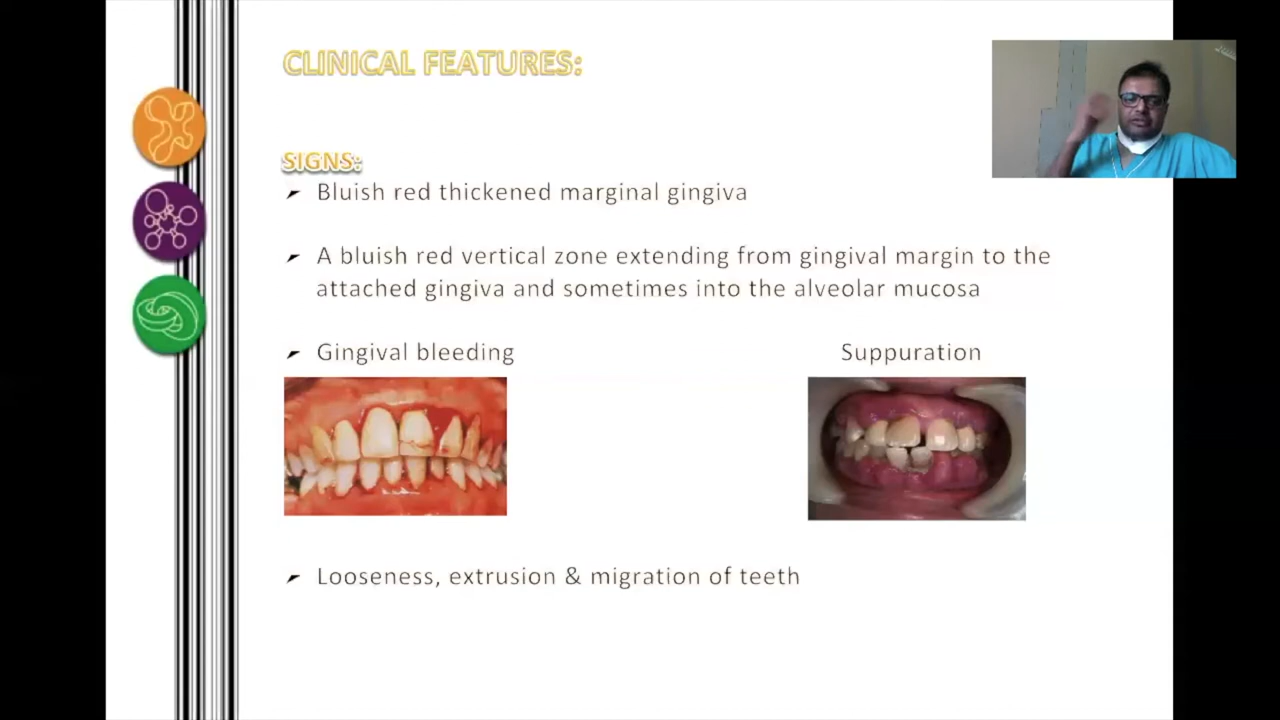 CLINICAL FEATURES:
SIGNS:
Bluish red thickened marginal gingiva
A bluish red vertical zone extending from gingival margin to the
attached gingiva and sometimes into the alveolar mucosa
Gingival bleeding Suppuration
Looseness, extrusion & migration of teeth